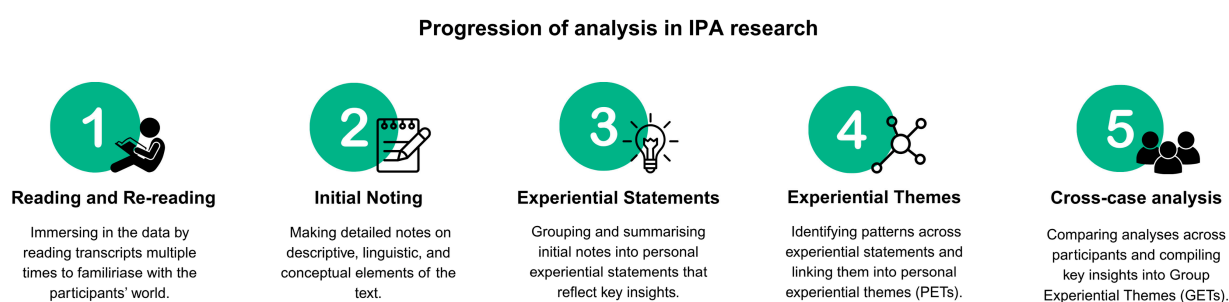 Progression of analysis in IPA research
1
Reading and Re-reading
Immersing in the data by
reading transcripts multiple
times to familiriase with the
participants' world.
2
Initial Noting
Making detailed notes on
descriptive, linguistic, and
conceptual elements of the
text.
3
Experiential Statements
Grouping and summarising
initial notes into personal
experiential statements that
reflect key insights.
4
Experiential Themes
Identifying patterns across
experiential statements and
linking them into personal
experiential themes (PETs).
5
Cross-case analysis
Comparing analyses across
participants and compiling
key insights into Group
Experiential Themes (GETs).